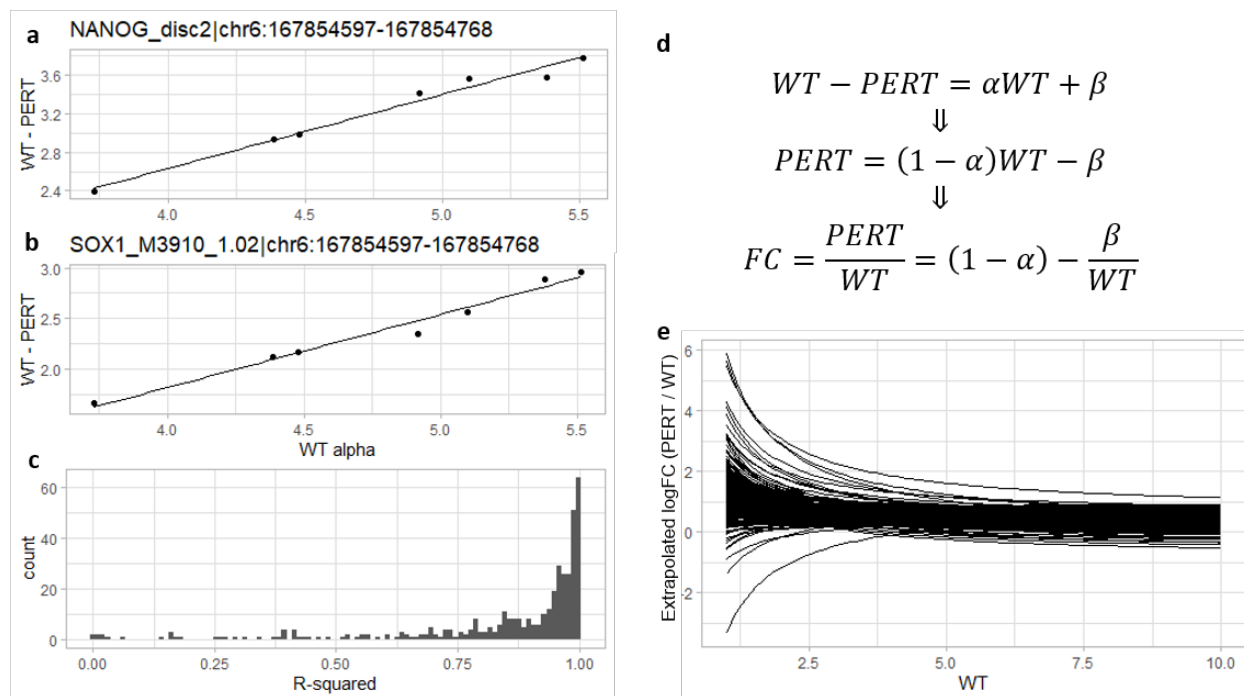 a
NANOG_disc2|chr6:167854597-167854768
WT - PERT
3.6
3.2
2.8
2.4
4.0 4.5 5.0 5.5
b
SOX1_M3910_1.02|chr6:167854597-167854768
WT - PERT
3.0
2.5
2.0
4.0 4.5 5.0 5.5
WT alpha
c
count
60
40
20
0
0.00 0.25 0.50 0.75 1.00
R-squared
d
WT − PERT = αWT + β
⇓
PERT = (1 − α)WT − β
⇓
FC = PERT/WT = (1 − α) − β/WT
e
Extrapolated logFC (PERT / WT)
6
4
2
0
-2
2.5 5.0 7.5 10.0
WT